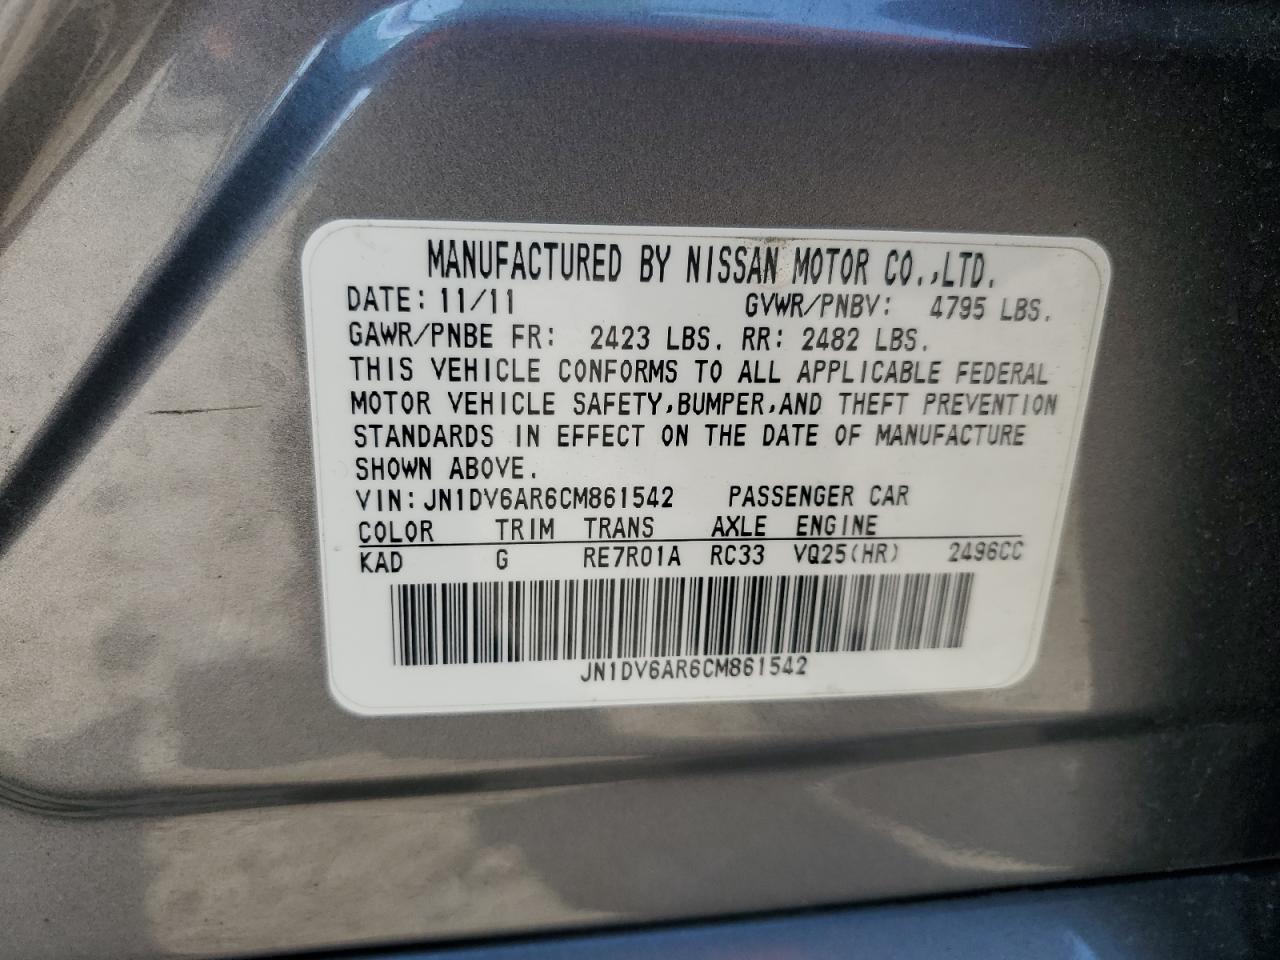 MANUFACTURED BY NISSAN MOTOR CO.,LTD.
DATE: 11/11 GVWR/PNBV: 4795 LBS.
GAWR/PNBE FR: 2423 LBS. RR: 2482 LBS.
THIS VEHICLE CONFORMS TO ALL APPLICABLE FEDERAL
MOTOR VEHICLE SAFETY,BUMPER,AND THEFT PREVENTION
STANDARDS IN EFFECT ON THE DATE OF MANUFACTURE
SHOWN ABOVE.
VIN: JN1DV6AR6CM861542 PASSENGER CAR
COLOR TRIM TRANS AXLE ENGINE
KAD G RE7R01A RC33 VQ25(HR) 2496CC
JN1DV6AR6CM861542